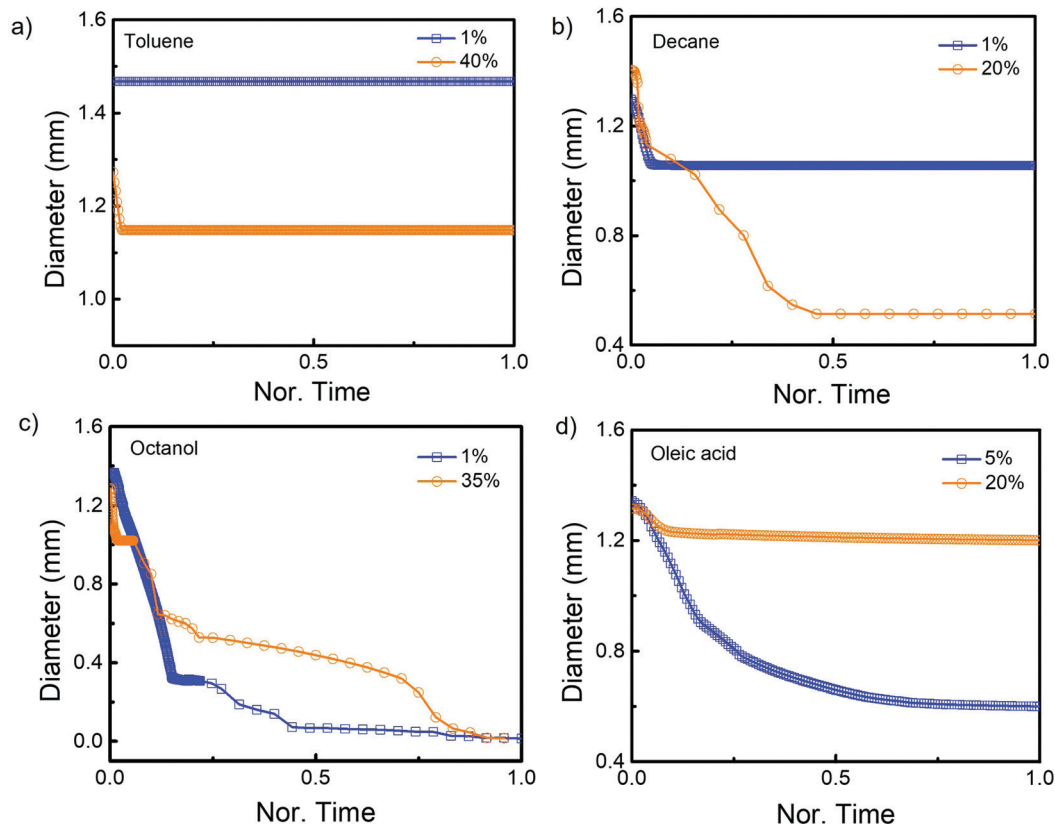 a)
Toluene
1%
40%
1.6
1.4
1.2
1.0
0.0
0.5
1.0
Diameter (mm)
Nor. Time
b)
Decane
1%
20%
1.6
1.2
0.8
0.4
0.0
0.5
1.0
Diameter (mm)
Nor. Time
c)
Octanol
1%
35%
1.6
1.2
0.8
0.4
0.0
0.0
0.5
1.0
Diameter (mm)
Nor. Time
d)
Oleic acid
5%
20%
1.6
1.2
0.8
0.4
0.0
0.5
1.0
Diameter (mm)
Nor. Time